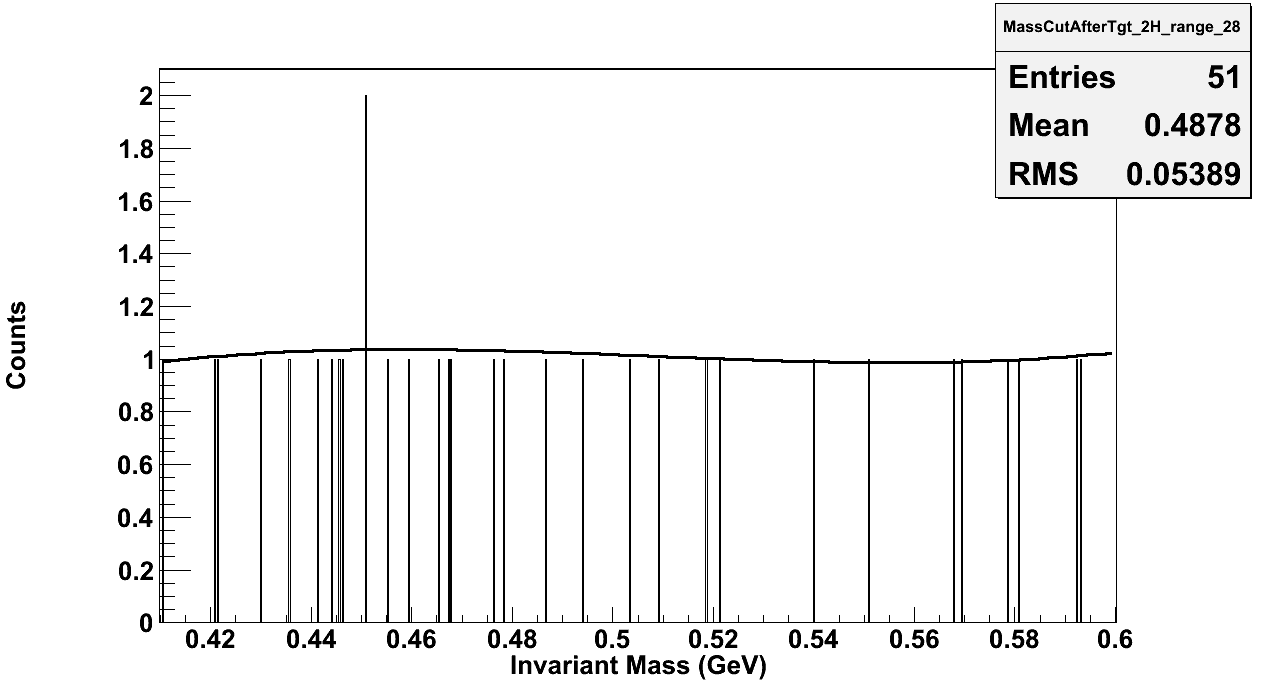 MassCutAfterTgt_2H_range_28
Entries 51
Mean 0.4878
RMS 0.05389
2
1.8
1.6
1.4
1.2
1
0.8
0.6
0.4
0.2
0
Counts
0.42 0.44 0.46 0.48 0.5 0.52 0.54 0.56 0.58 0.6
Invariant Mass (GeV)